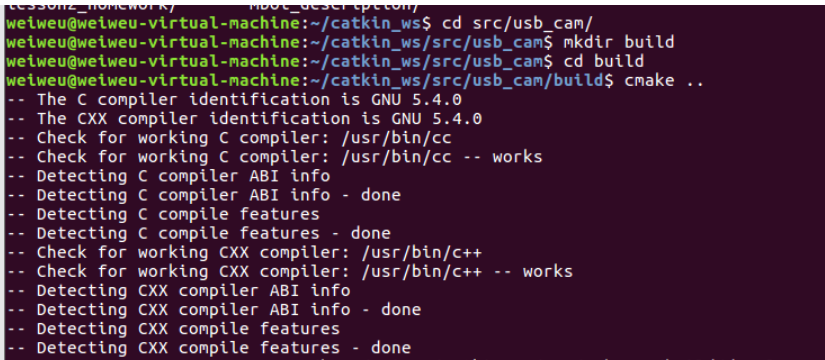 weiweu@weiweu-virtual-machine:~/catkin_ws$ cd src/usb_cam/
weiweu@weiweu-virtual-machine:~/catkin_ws/src/usb_cam$ mkdir build
weiweu@weiweu-virtual-machine:~/catkin_ws/src/usb_cam$ cd build
weiweu@weiweu-virtual-machine:~/catkin_ws/src/usb_cam/build$ cmake ..
-- The C compiler identification is GNU 5.4.0
-- The CXX compiler identification is GNU 5.4.0
-- Check for working C compiler: /usr/bin/cc
-- Check for working C compiler: /usr/bin/cc -- works
-- Detecting C compiler ABI info
-- Detecting C compiler ABI info - done
-- Detecting C compile features
-- Detecting C compile features - done
-- Check for working CXX compiler: /usr/bin/c++
-- Check for working CXX compiler: /usr/bin/c++ -- works
-- Detecting CXX compiler ABI info
-- Detecting CXX compiler ABI info - done
-- Detecting CXX compile features
-- Detecting CXX compile features - done